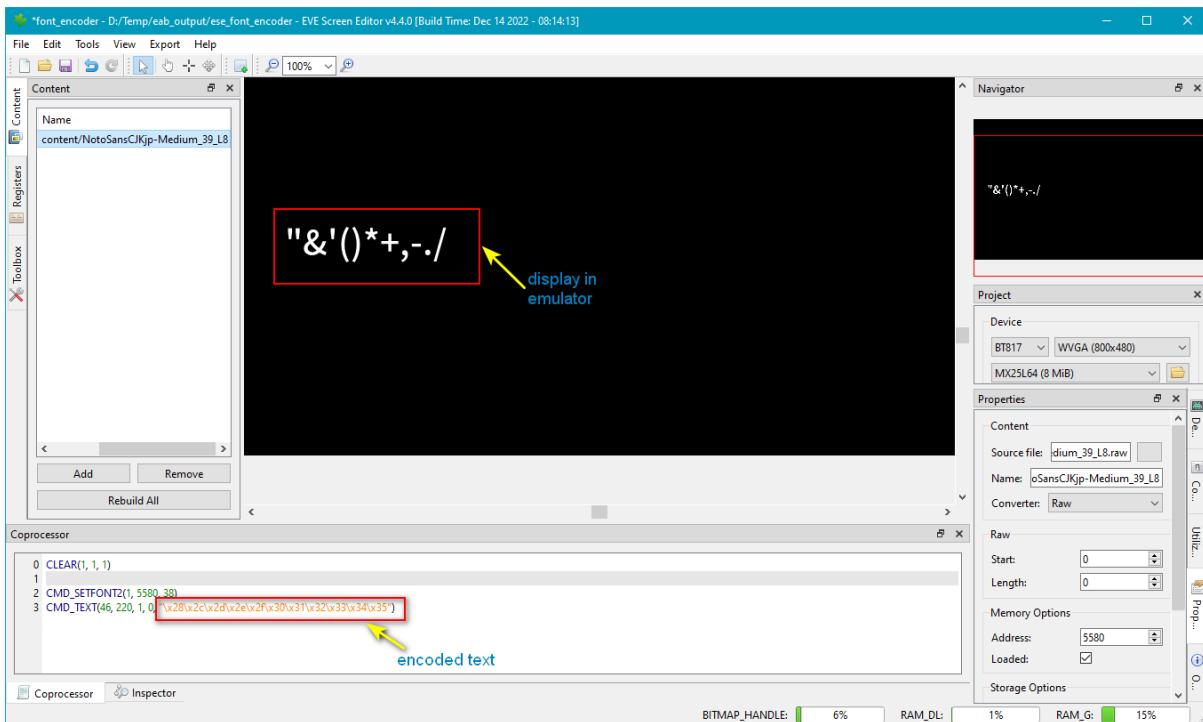 *font_encoder - D:/Temp/eab_output/ese_font_encoder - EVE Screen Editor v4.4.0 [Build Time: Dec 14 2022 - 08:14:13]
File Edit Tools View Export Help
100%
Content
Name
content/NotoSansCJKjp-Medium_39_L8
Content
Registers
Toolbox
Add Remove
Rebuild All
"&'()*+,-./
display in
emulator
Navigator
"&'()*+,-./
Project
Device
BT817 WVGA (800x480)
MX25L64 (8 MiB)
Properties
Content
Source file: edium_39_L8.raw
Name: oSansCJKjp-Medium_39_L8
Converter: Raw
Raw
Start: 0
Length: 0
Memory Options
Address: 5580
Loaded:
Storage Options
De...
Co...
Utiliz...
Prop...
O...
Coprocessor
0 CLEAR(1, 1, 1)
1
2 CMD_SETFONT2(1, 5580, 38)
3 CMD_TEXT(46, 220, 1, 0, "\x28\x2c\x2d\x2e\x2f\x30\x31\x32\x33\x34\x35")
encoded text
Coprocessor Inspector
BITMAP_HANDLE: 6% RAM_DL: 1% RAM_G: 15%